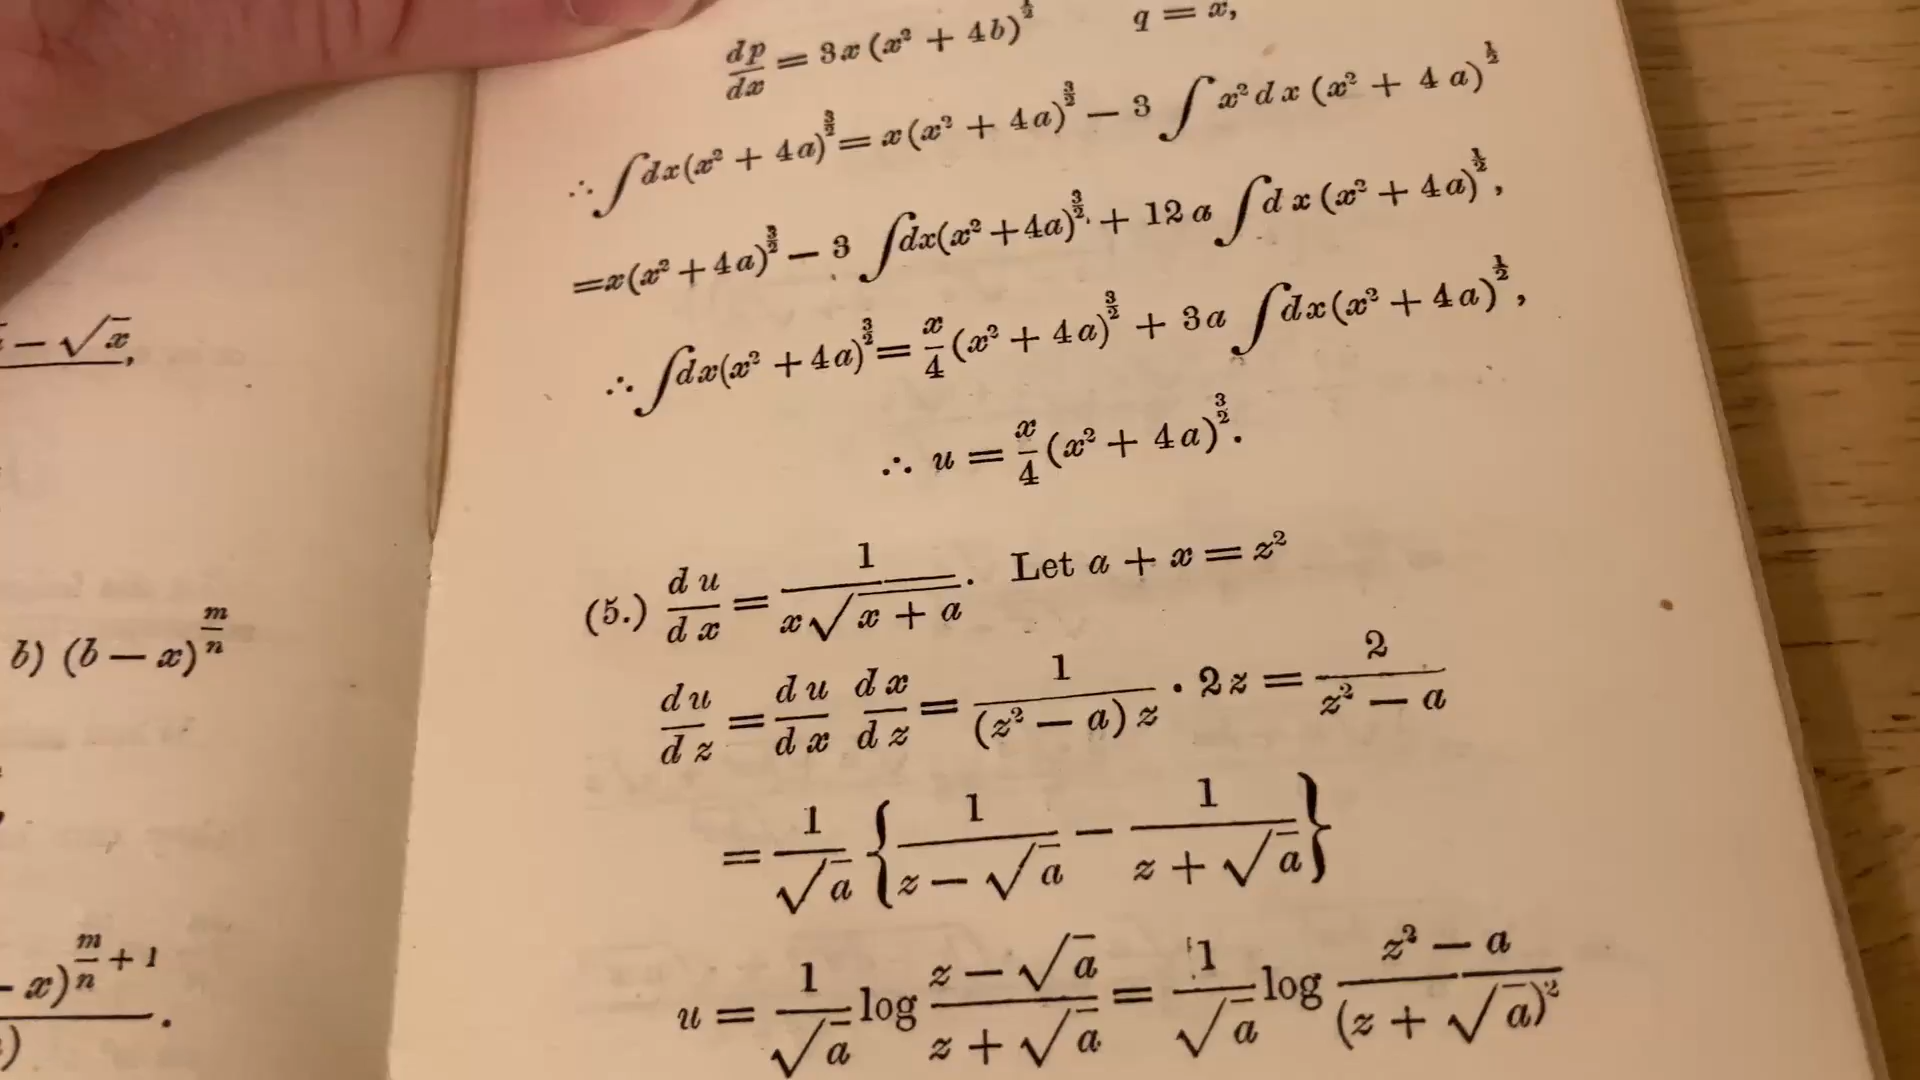 − √x,
b) (b − x)^{m/n}
− x)^{m/n + 1}
)
.
dp/dx = 3x (x² + 4b)^{1/2} q = x,
∴ ∫dx(x² + 4a)^{3/2} = x(x² + 4a)^{3/2} − 3 ∫ x² dx (x² + 4a)^{1/2}
= x(x² + 4a)^{3/2} − 3 ∫dx(x² + 4a)^{3/2} + 12a ∫dx (x² + 4a)^{1/2},
∴ ∫dx(x² + 4a)^{3/2} = x/4 (x² + 4a)^{3/2} + 3a ∫dx(x² + 4a)^{1/2},
∴ u = x/4 (x² + 4a)^{3/2}.
(5.) du/dx = 1/(x√(x + a)). Let a + x = z²
du/dz = du/dx dx/dz = 1/((z² − a) z) · 2z = 2/(z² − a)
= 1/√a {1/(z − √a) − 1/(z + √a)}
u = 1/√a log (z − √a)/(z + √a) = 1/√a log (z² − a)/(z + √a)²